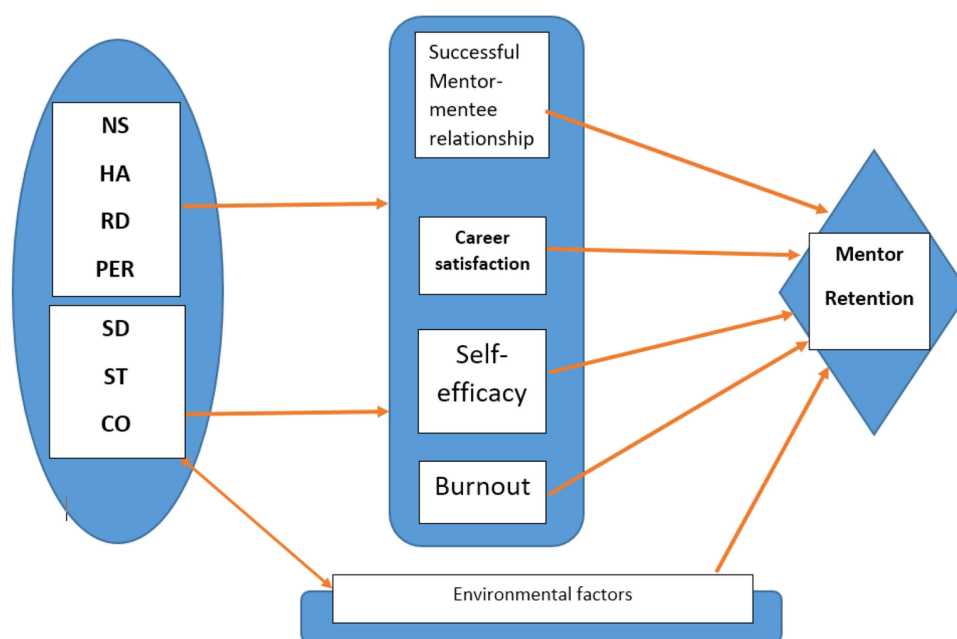 NS
HA
RD
PER
SD
ST
CO
Successful
Mentor-
mentee
relationship
Career
satisfaction
Self-
efficacy
Burnout
Mentor
Retention
Environmental factors